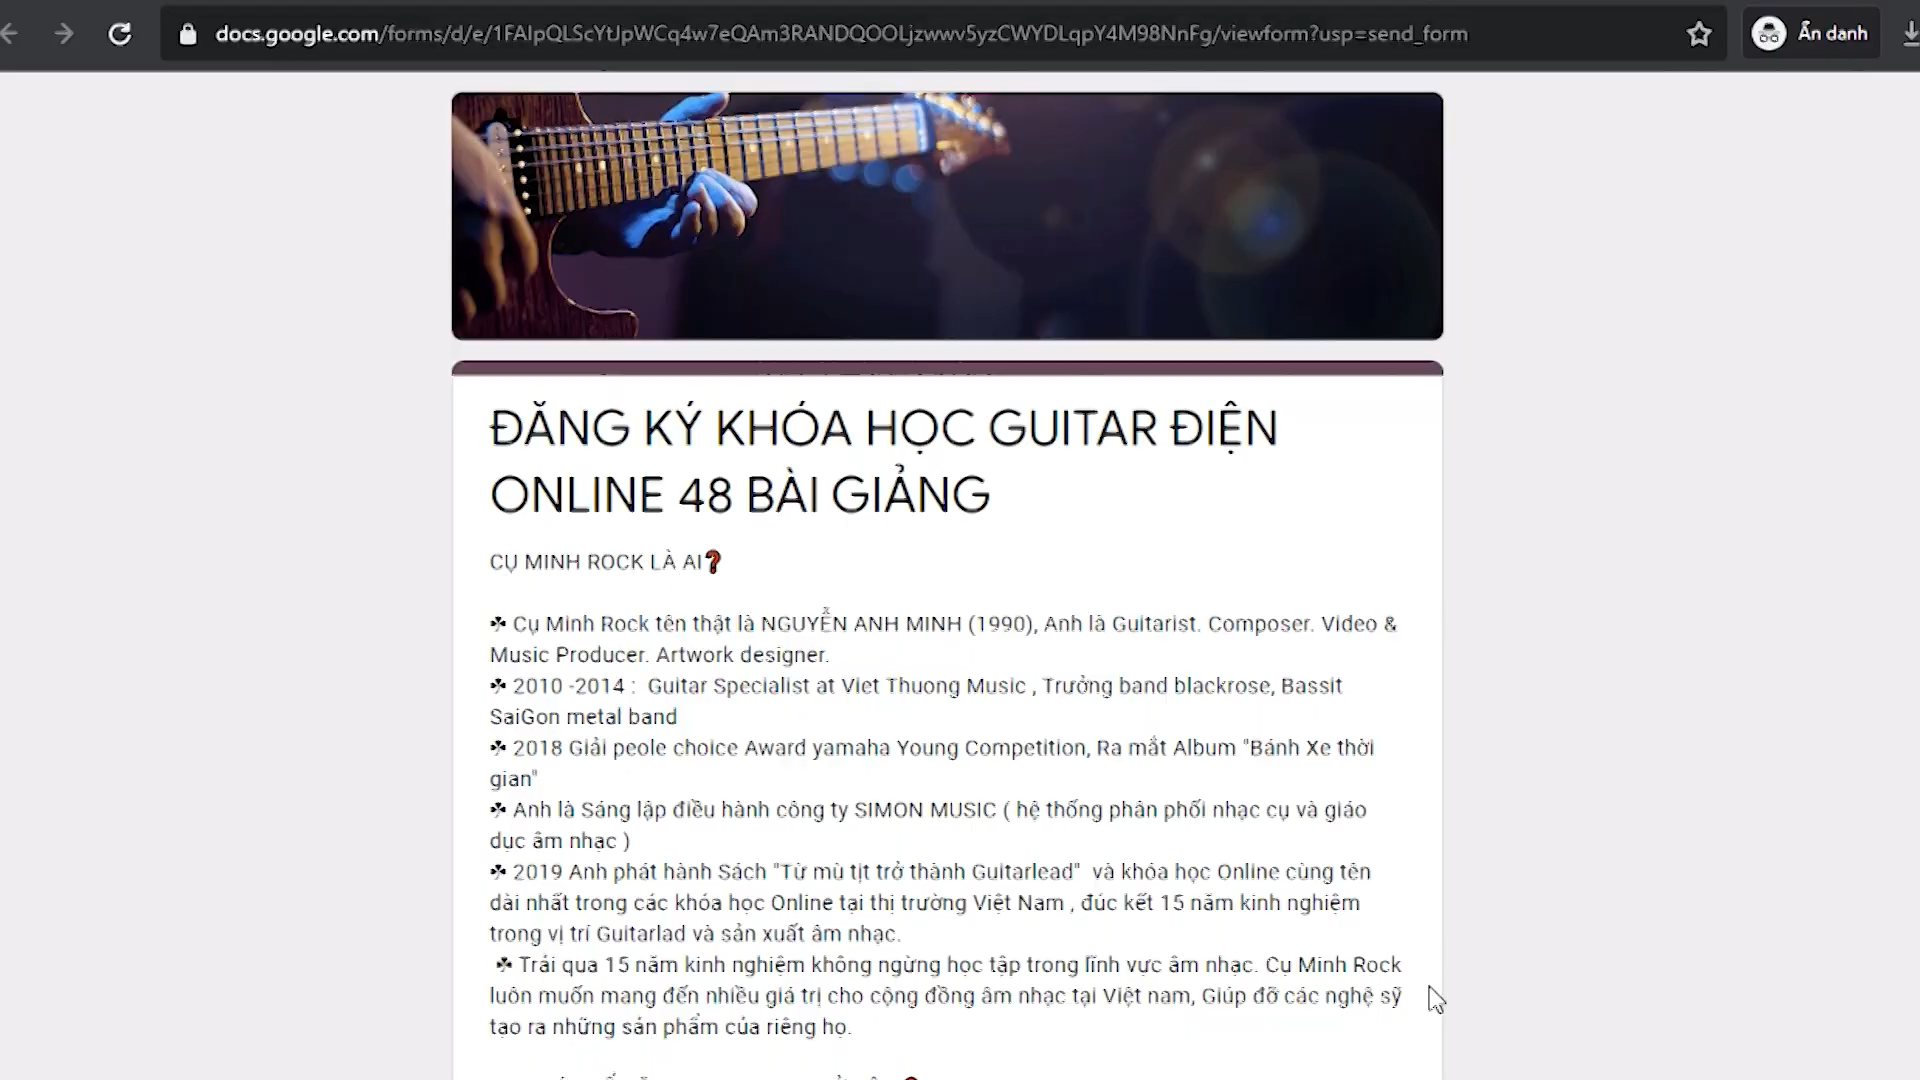 docs.google.com/forms/d/e/1FAIpQLScYtJpWCq4w7eQAm3RANDQOOLjzwwv5yzCWYDLqpY4M98NnFg/viewform?usp=send_form
Ẩn danh
ĐĂNG KÝ KHÓA HỌC GUITAR ĐIỆN
ONLINE 48 BÀI GIẢNG
CỤ MINH ROCK LÀ AI❓
☘ Cụ Minh Rock tên thật là NGUYỄN ANH MINH (1990), Anh là Guitarist. Composer. Video &
Music Producer. Artwork designer.
☘ 2010 -2014 :  Guitar Specialist at Viet Thuong Music , Trưởng band blackrose, Bassit
SaiGon metal band
☘ 2018 Giải peole choice Award yamaha Young Competition, Ra mắt Album "Bánh Xe thời
gian"
☘ Anh là Sáng lập điều hành công ty SIMON MUSIC ( hệ thống phân phối nhạc cụ và giáo
dục âm nhạc )
☘ 2019 Anh phát hành Sách "Từ mù tịt trở thành Guitarlead"  và khóa học Online cùng tên
dài nhất trong các khóa học Online tại thị trường Việt Nam , đúc kết 15 năm kinh nghiệm
trong vị trí Guitarlad và sản xuất âm nhạc.
☘ Trải qua 15 năm kinh nghiệm không ngừng học tập trong lĩnh vực âm nhạc. Cụ Minh Rock
luôn muốn mang đến nhiều giá trị cho cộng đồng âm nhạc tại Việt nam, Giúp đỡ các nghệ sỹ
tạo ra những sản phẩm của riêng họ.